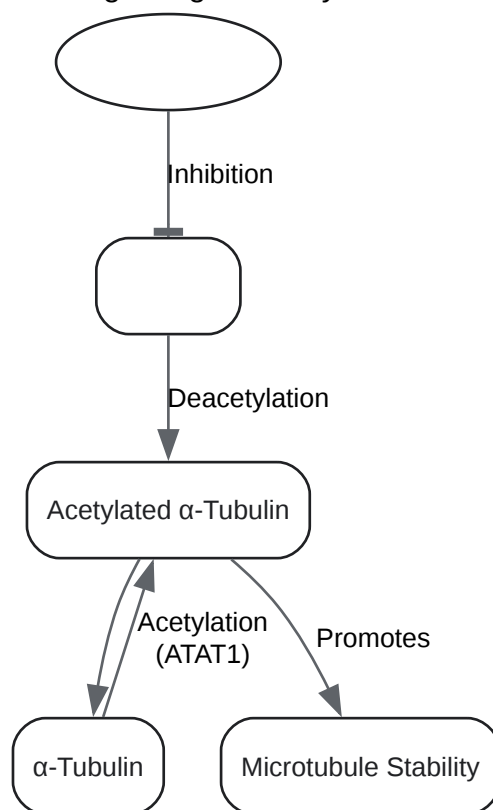 Inhibition
Deacetylation
Acetylated α-Tubulin
Acetylation
(ATAT1)
Promotes
α-Tubulin
Microtubule Stability